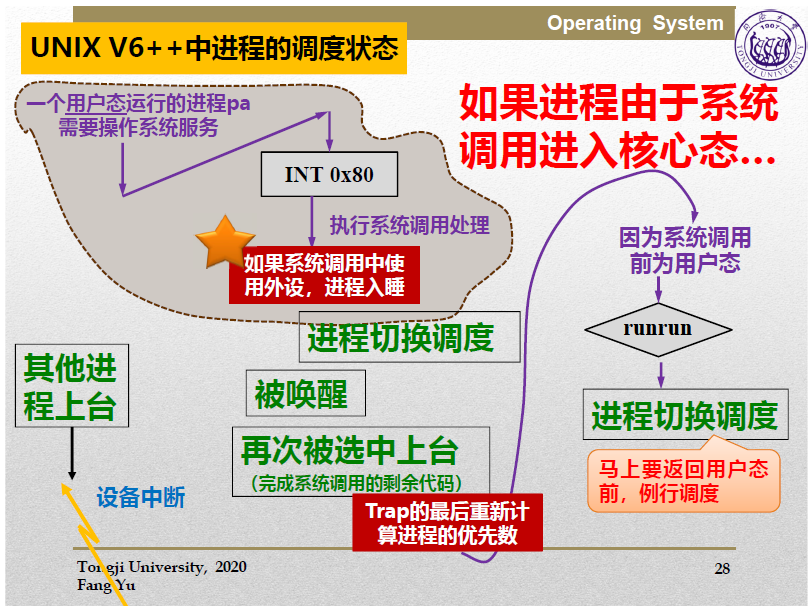 Operating System
UNIX V6++中进程的调度状态
一个用户态运行的进程pa
需要操作系统服务
如果进程由于系统
调用进入核心态…
INT 0x80
执行系统调用处理
如果系统调用中使
用外设，进程入睡
因为系统调用
前为用户态
runrun
进程切换调度
马上要返回用户态
前，例行调度
进程切换调度
其他进
程上台
被唤醒
再次被选中上台
（完成系统调用的剩余代码）
设备中断
Trap的最后重新计
算进程的优先数
Tongji University, 2020
Fang Yu
28
1907
TONGJI UNIVERSITY